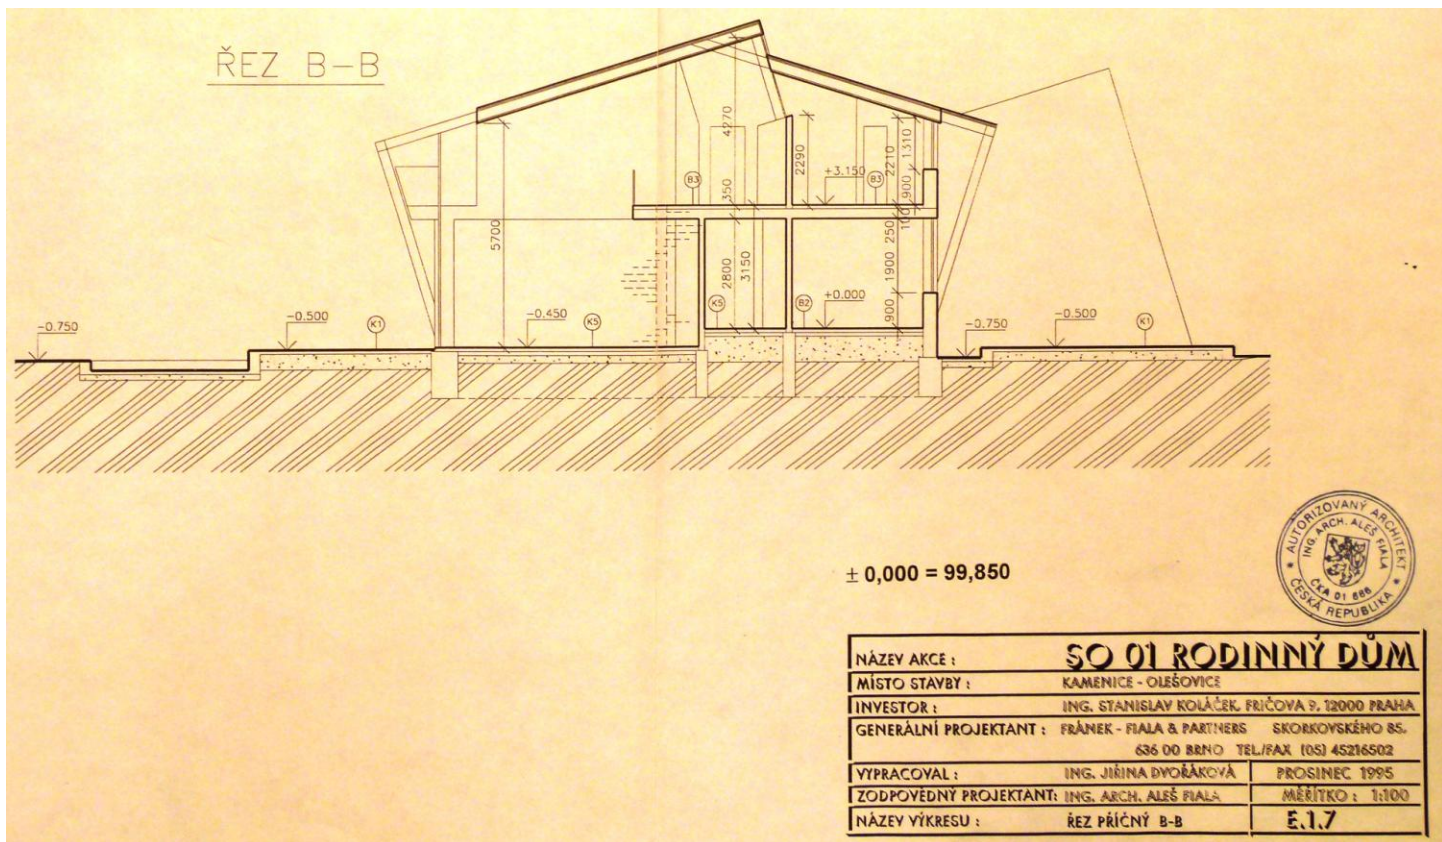 ŘEZ B-B
4270
2290
2210
1310
+3.150
B3
B3
350
900
100
5700
250
1900
2800
3150
+0.000
900
K5
B2
-0.750
-0.500
K1
-0.450
K5
-0.750
-0.500
K1
± 0,000 = 99,850
* AUTORIZOVANÝ ARCHITEKT *
ČESKÁ REPUBLIKA
ING. ARCH. ALEŠ FIALA
ČKA 01 686
NÁZEV AKCE : SO 01 RODINNÝ DŮM
MÍSTO STAVBY : KAMENICE - OLEŠOVICE
INVESTOR : ING. STANISLAV KOLÁČEK, FRIČOVA 9, 12000 PRAHA
GENERÁLNÍ PROJEKTANT : FRÁNEK - FIALA & PARTNERS SKORKOVSKÉHO 85,
636 00 BRNO TEL/FAX (05) 45216502
VYPRACOVAL : ING. JIŘINA DVOŘÁKOVÁ PROSINEC 1995
ZODPOVĚDNÝ PROJEKTANT: ING. ARCH. ALEŠ FIALA MĚŘÍTKO : 1:100
NÁZEV VÝKRESU : ŘEZ PŘÍČNÝ B-B E.1.7